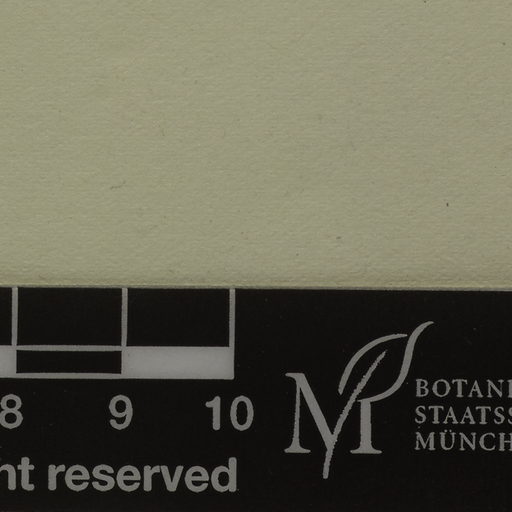 8 9 10
ht reserved
M
BOTANI
STAATSS
MÜNCH